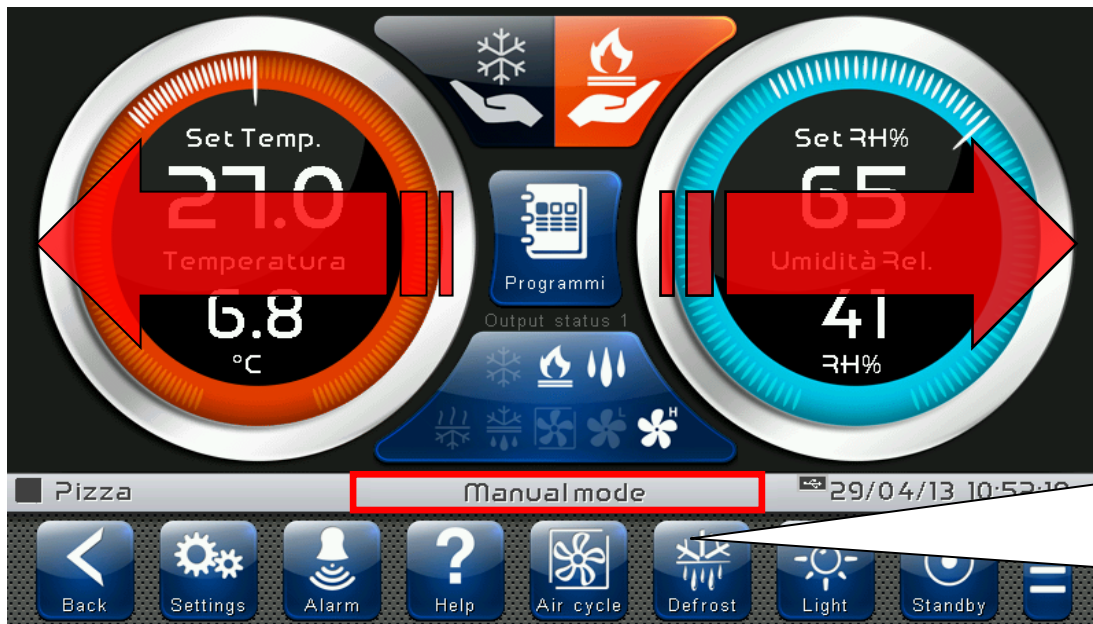 Set Temp.
27.0
Temperatura
6.8
°C
Set RH%
65
Umidità Rel.
41
RH%
Programmi
Output status 1
L
H
Pizza
Manual mode
29/04/13 10:53:19
Back
Settings
Alarm
?
Help
Air cycle
Defrost
Light
Standby